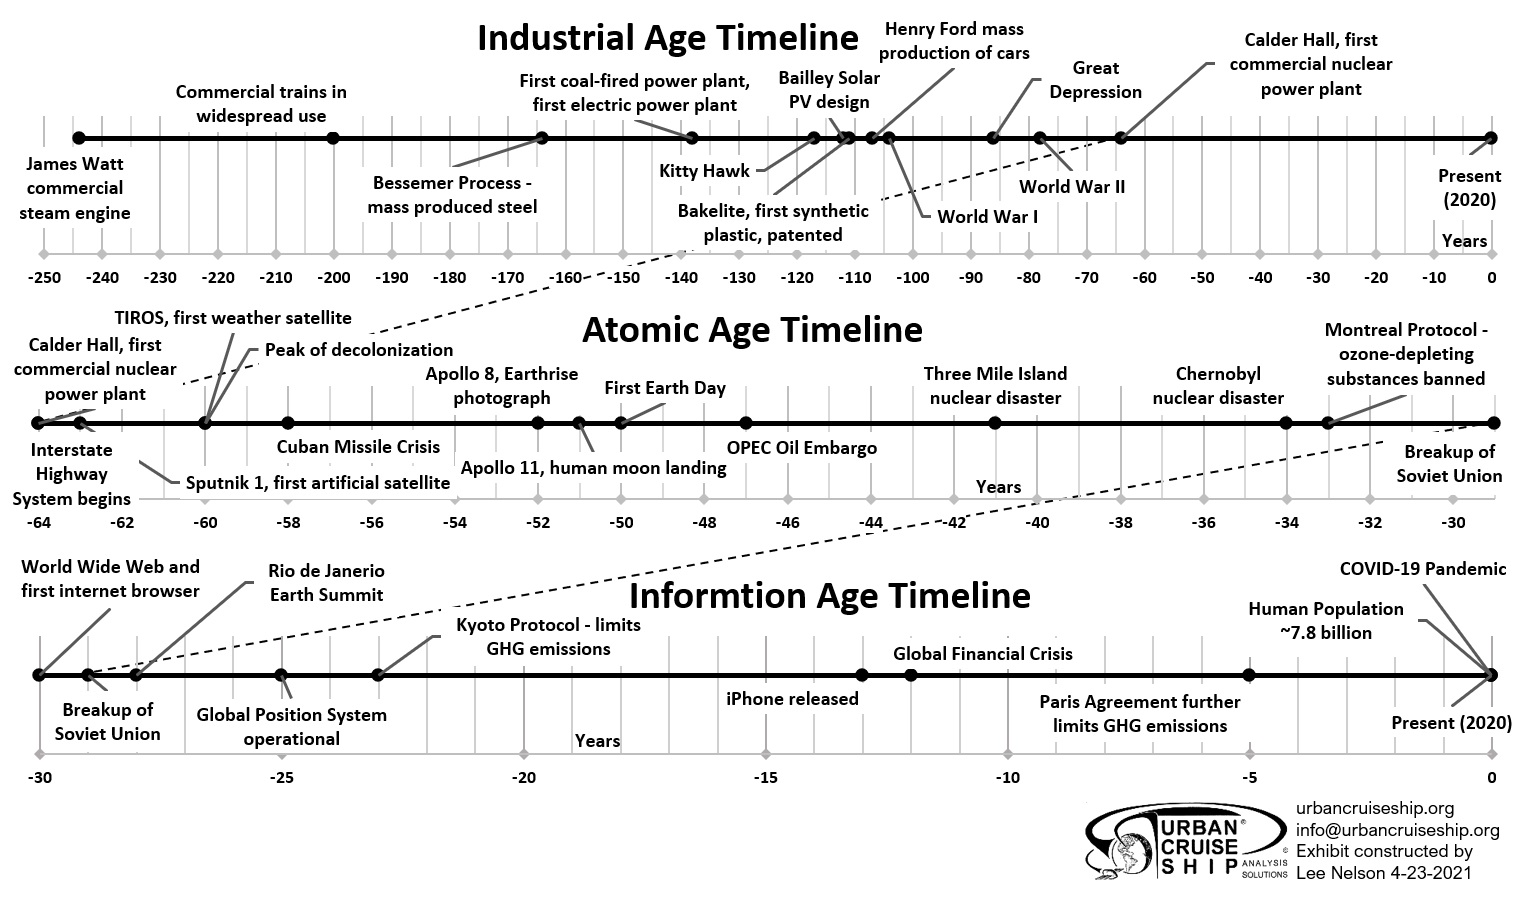 Industrial Age Timeline
Henry Ford mass
production of cars
Calder Hall, first
commercial nuclear
power plant
Commercial trains in
widespread use
First coal-fired power plant,
first electric power plant
Bailley Solar
PV design
Great
Depression
James Watt
commercial
steam engine
Bessemer Process -
mass produced steel
Kitty Hawk
Bakelite, first synthetic
plastic, patented
World War I
World War II
Present
(2020)
Years
-250 -240 -230 -220 -210 -200 -190 -180 -170 -160 -150 -140 -130 -120 -110 -100 -90 -80 -70 -60 -50 -40 -30 -20 -10 0
Atomic Age Timeline
TIROS, first weather satellite
Calder Hall, first
commercial nuclear
power plant
Peak of decolonization
Apollo 8, Earthrise
photograph
First Earth Day
Three Mile Island
nuclear disaster
Chernobyl
nuclear disaster
Montreal Protocol -
ozone-depleting
substances banned
Interstate
Highway
System begins
Sputnik 1, first artificial satellite
Cuban Missile Crisis
Apollo 11, human moon landing
OPEC Oil Embargo
Breakup of
Soviet Union
Years
-64 -62 -60 -58 -56 -54 -52 -50 -48 -46 -44 -42 -40 -38 -36 -34 -32 -30
Informtion Age Timeline
World Wide Web and
first internet browser
Rio de Janerio
Earth Summit
Kyoto Protocol - limits
GHG emissions
Global Financial Crisis
COVID-19 Pandemic
Human Population
~7.8 billion
Breakup of
Soviet Union
Global Position System
operational
iPhone released
Paris Agreement further
limits GHG emissions
Present (2020)
Years
-30 -25 -20 -15 -10 -5 0
URBAN®
CRUISE ©
SHIP ANALYSIS
SOLUTIONS
urbancruiseship.org
info@urbancruiseship.org
Exhibit constructed by
Lee Nelson 4-23-2021